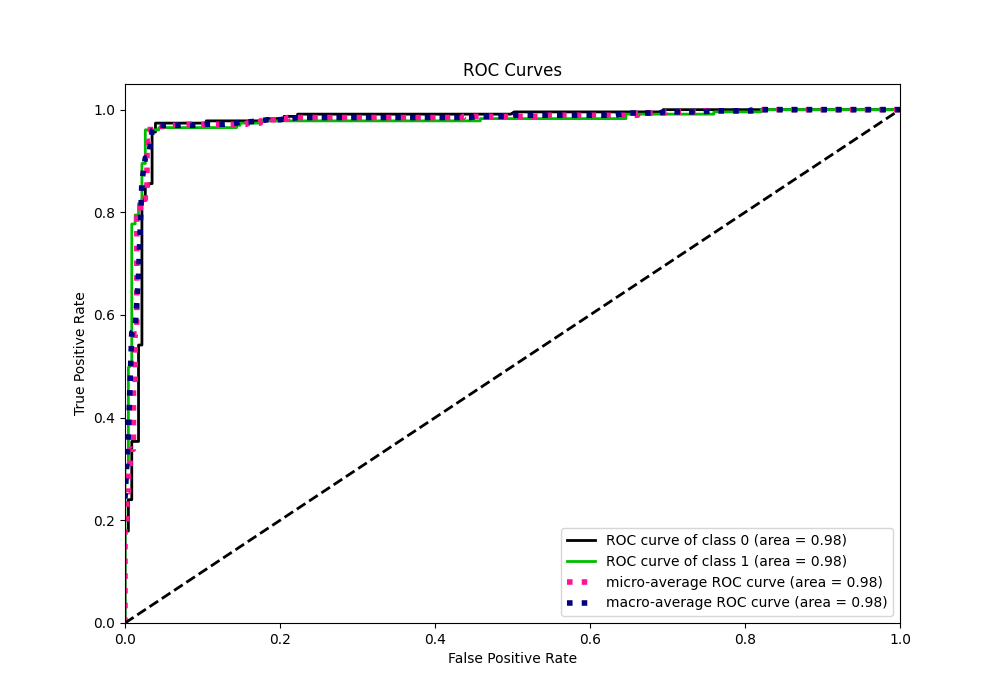 ROC Curves
1.0
0.8
0.6
0.4
0.2
0.0
True Positive Rate
0.0 0.2 0.4 0.6 0.8 1.0
False Positive Rate
ROC curve of class 0 (area = 0.98)
ROC curve of class 1 (area = 0.98)
micro-average ROC curve (area = 0.98)
macro-average ROC curve (area = 0.98)